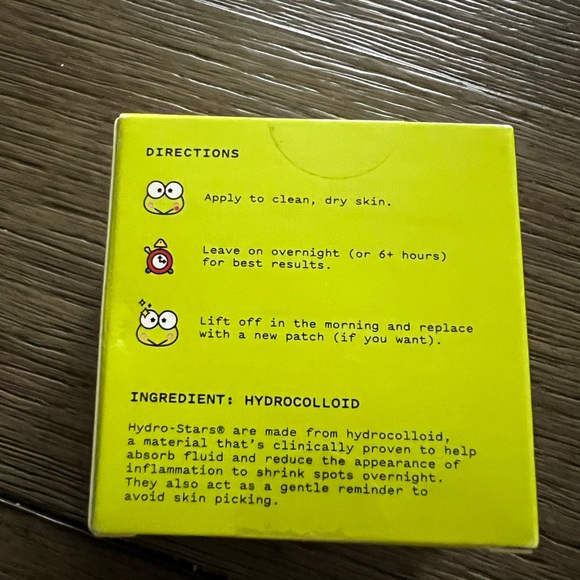 DIRECTIONS
Apply to clean, dry skin.
Leave on overnight (or 6+ hours)
for best results.
Lift off in the morning and replace
with a new patch (if you want).
INGREDIENT: HYDROCOLLOID
Hydro-Stars® are made from hydrocolloid,
a material that's clinically proven to help
absorb fluid and reduce the appearance of
inflammation to shrink spots overnight.
They also act as a gentle reminder to
avoid skin picking.